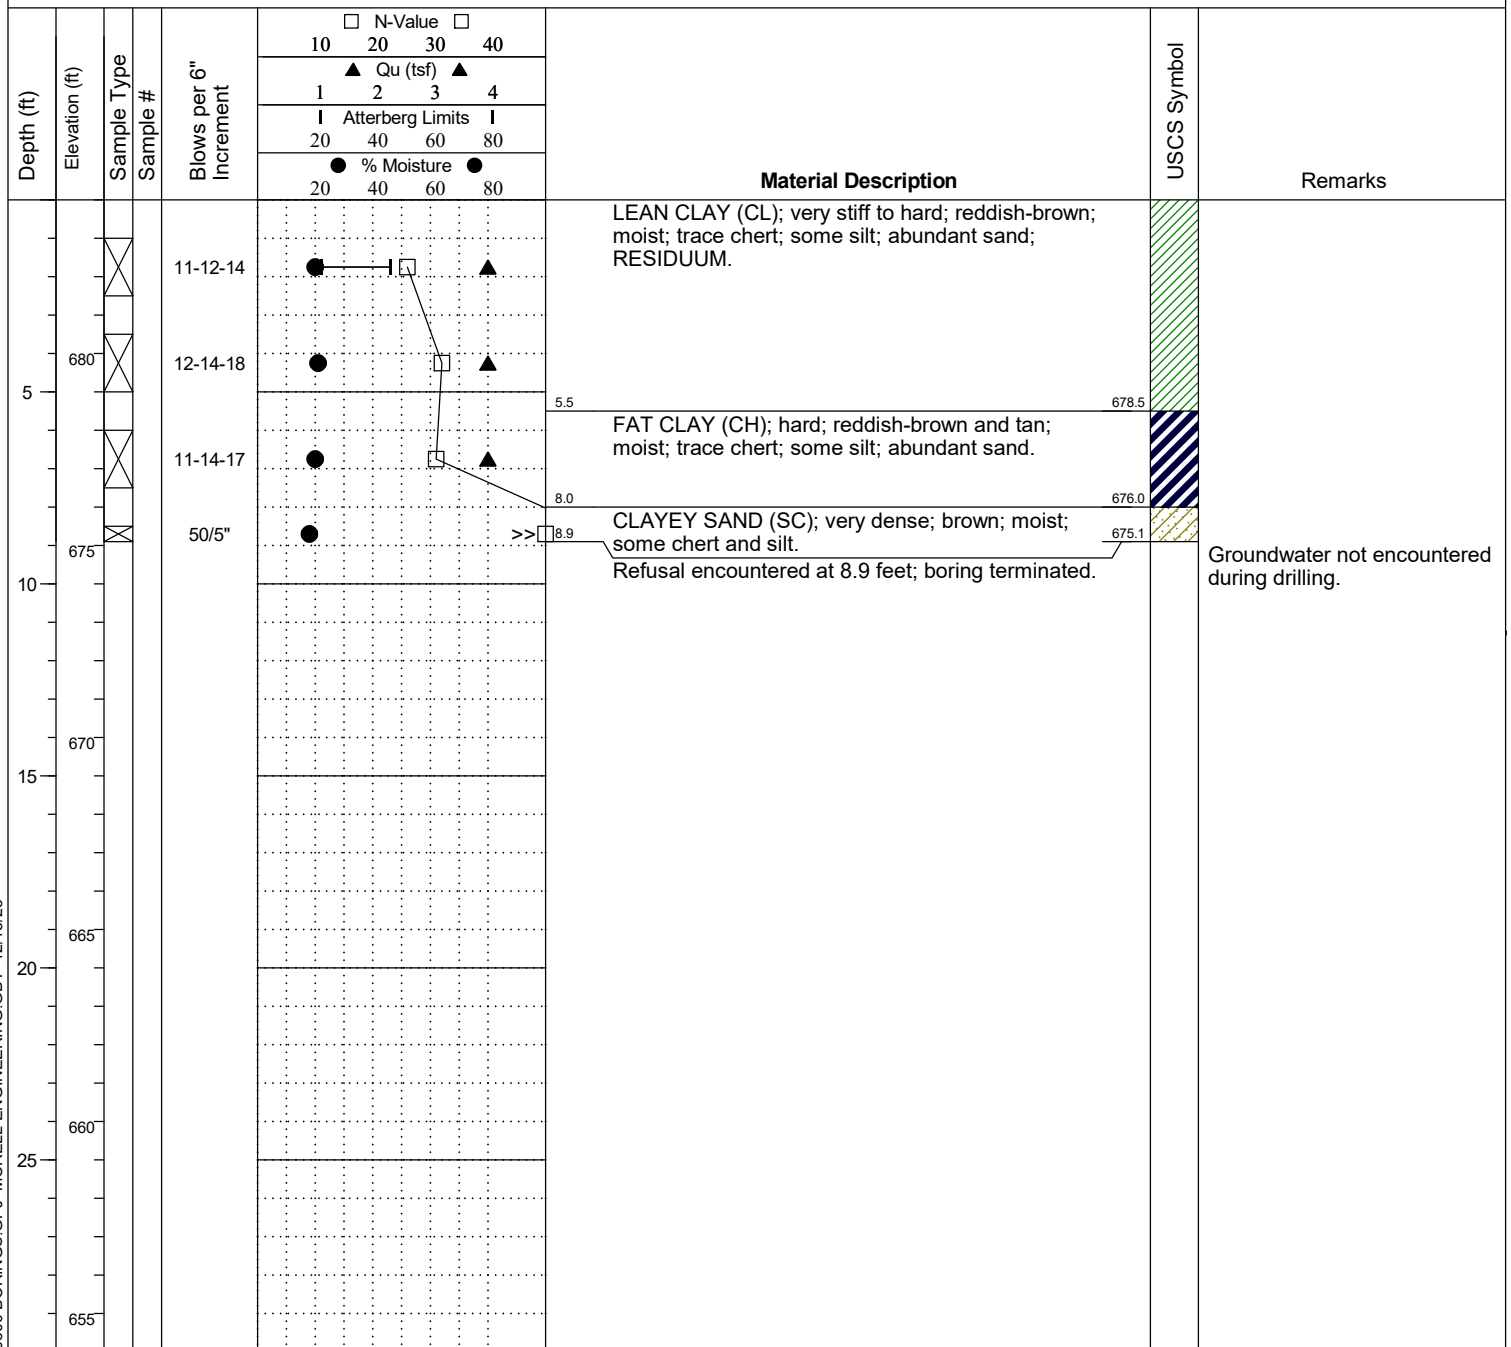 □ N-Value □
10 20 30 40
▲ Qu (tsf) ▲
1 2 3 4
Atterberg Limits
20 40 60 80
● % Moisture ●
20 40 60 80
Depth (ft)
Elevation (ft)
Sample Type
Sample #
Blows per 6"
Increment
Material Description
USCS Symbol
Remarks
LEAN CLAY (CL); very stiff to hard; reddish-brown;
moist; trace chert; some silt; abundant sand;
RESIDUUM.
11-12-14
680
12-14-18
5
5.5 678.5
FAT CLAY (CH); hard; reddish-brown and tan;
moist; trace chert; some silt; abundant sand.
11-14-17
8.0 676.0
CLAYEY SAND (SC); very dense; brown; moist;
some chert and silt.
50/5"
>>
8.9 675.1
675
Refusal encountered at 8.9 feet; boring terminated.
Groundwater not encountered
during drilling.
10
670
15
665
20
660
25
655